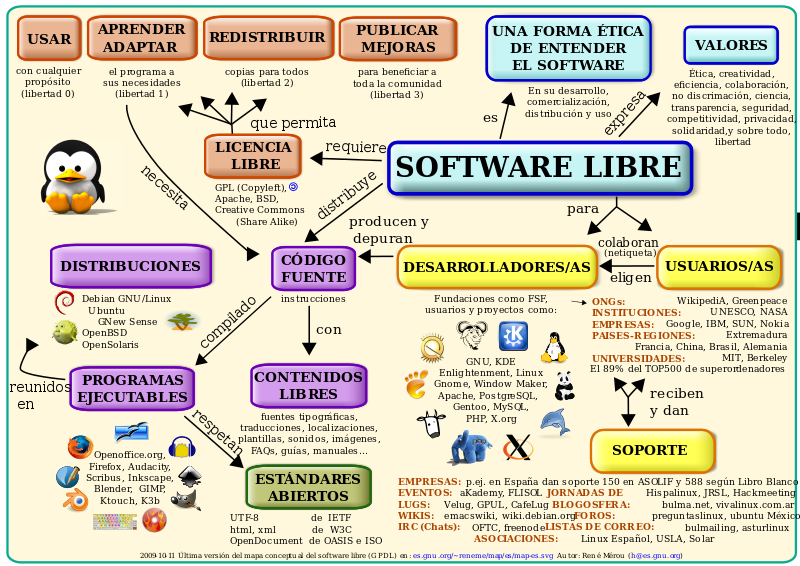 USAR
con cualquier
propósito
(libertad 0)
APRENDER
ADAPTAR
el programa a
sus necesidades
(libertad 1)
REDISTRIBUIR
copias para todos
(libertad 2)
PUBLICAR
MEJORAS
para beneficiar a
toda la comunidad
(libertad 3)
UNA FORMA ÉTICA
DE ENTENDER
EL SOFTWARE
En su desarrollo,
comercialización,
distribución y uso
VALORES
Ética, creatividad,
eficiencia, colaboración,
no discrimación, ciencia,
transparencia, seguridad,
competitividad, privacidad,
solidaridad,y sobre todo,
libertad
que permita
es
expresa
LICENCIA
LIBRE
requiere
SOFTWARE LIBRE
GPL (Copyleft),
Apache, BSD,
Creative Commons
(Share Alike)
necesita
distribuye
producen y
depuran
para
colaboran
(netiqueta)
eligen
DISTRIBUCIONES
CÓDIGO
FUENTE
instrucciones
DESARROLLADORES/AS
USUARIOS/AS
Debian GNU/Linux
Ubuntu
GNew Sense
OpenBSD
OpenSolaris
compilado
con
Fundaciones como FSF,
usuarios y proyectos como:
GNU, KDE
Enlightenment, Linux
Gnome, Window Maker,
Apache, PostgreSQL,
Gentoo, MySQL,
PHP, X.org
ONGs: WikipediA, Greenpeace
INSTITUCIONES: UNESCO, NASA
EMPRESAS: Google, IBM, SUN, Nokia
PAISES-REGIONES: Extremadura
Francia, China, Brasil, Alemania
UNIVERSIDADES: MIT, Berkeley
El 89% del TOP500 de superordenadores
reunidos
en
PROGRAMAS
EJECUTABLES
CONTENIDOS
LIBRES
fuentes tipográficas,
traducciones, localizaciones,
plantillas, sonidos, imágenes,
FAQs, guías, manuales...
respetan
reciben
y dan
SOPORTE
Openoffice.org,
Firefox, Audacity,
Scribus, Inkscape,
Blender, GIMP,
Ktouch, K3b
ESTÁNDARES
ABIERTOS
UTF-8 de IETF
html, xml de W3C
OpenDocument de OASIS e ISO
EMPRESAS: p.ej. en España dan soporte 150 en ASOLIF y 588 según Libro Blanco
EVENTOS: aKademy, FLISOL JORNADAS DE Hispalinux, JRSL, Hackmeeting
LUGS: Velug, GPUL, CafeLug BLOGOSFERA: bulma.net, vivalinux.com.ar
WIKIS: emacswiki, wiki.debian.org FOROS: preguntaslinux, ubuntu México
IRC (Chats): OFTC, freenode LISTAS DE CORREO: bulmailing, asturlinux
ASOCIACIONES: Linux Español, USLA, Solar
2009-10-11 Última versión del mapa conceptual del software libre (GPDL) en: es.gnu.org/~reneme/map/es/map-es.svg Autor: René Mérou (h@es.gnu.org)